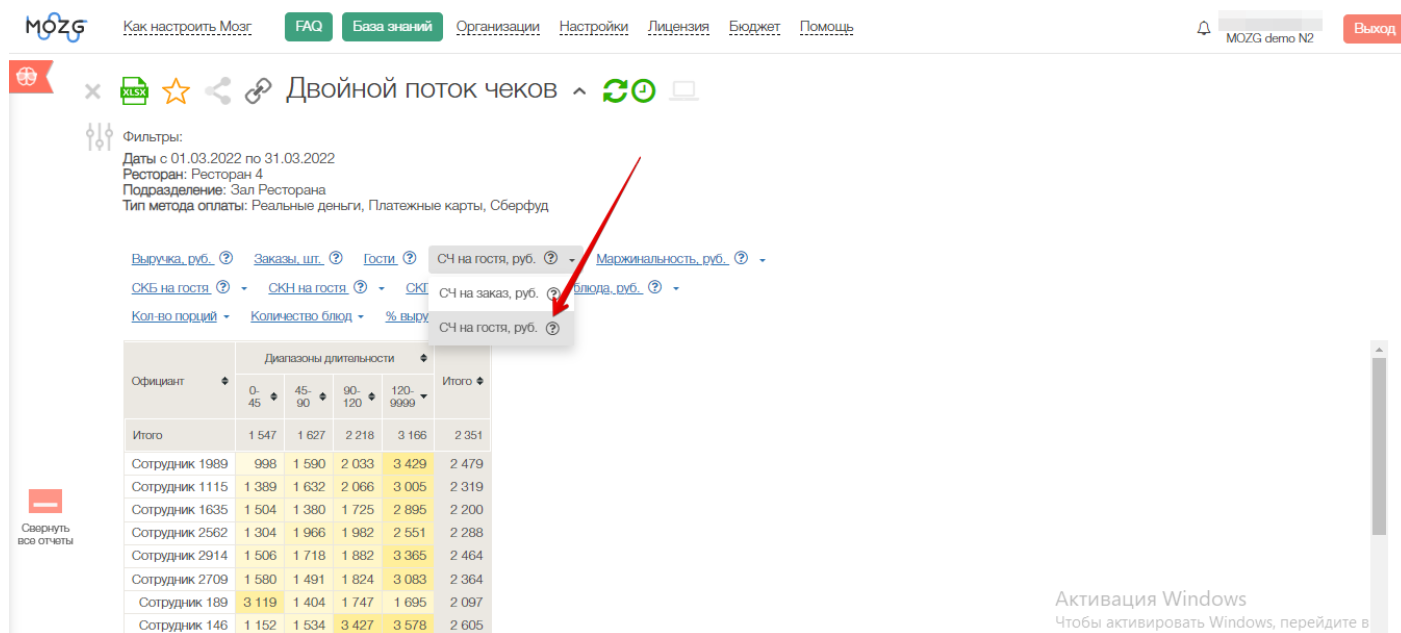 MOZG Как настроить Мозг FAQ База знаний Организации Настройки Лицензия Бюджет Помощь MOZG demo N2 Выход
XLSX Двойной поток чеков
Фильтры:
Даты с 01.03.2022 по 31.03.2022
Ресторан: Ресторан 4
Подразделение: Зал Ресторана
Тип метода оплаты: Реальные деньги, Платежные карты, Сберфуд
Выручка, руб. ? Заказы, шт. ? Гости ? СЧ на гостя, руб. ? Маржинальность, руб. ?
СКБ на гостя ? СКН на гостя ? блюда, руб. ?
СЧ на заказ, руб. ?
Кол-во порций Количество блюд
СЧ на гостя, руб. ?
Официант Диапазоны длительности Итого
0-45 45-90 90-120 120-9999
Итого 1 547 1 627 2 218 3 166 2 351
Сотрудник 1989 998 1 590 2 033 3 429 2 479
Сотрудник 1115 1 389 1 632 2 066 3 005 2 319
Сотрудник 1635 1 504 1 380 1 725 2 895 2 200
Сотрудник 2562 1 304 1 966 1 982 2 551 2 288
Сотрудник 2914 1 506 1 718 1 882 3 365 2 464
Сотрудник 2709 1 580 1 491 1 824 3 083 2 364
Сотрудник 189 3 119 1 404 1 747 1 695 2 097
Сотрудник 146 1 152 1 534 3 427 3 578 2 605
Свернуть
все отчеты
Активация Windows
Чтобы активировать Windows, перейдите в